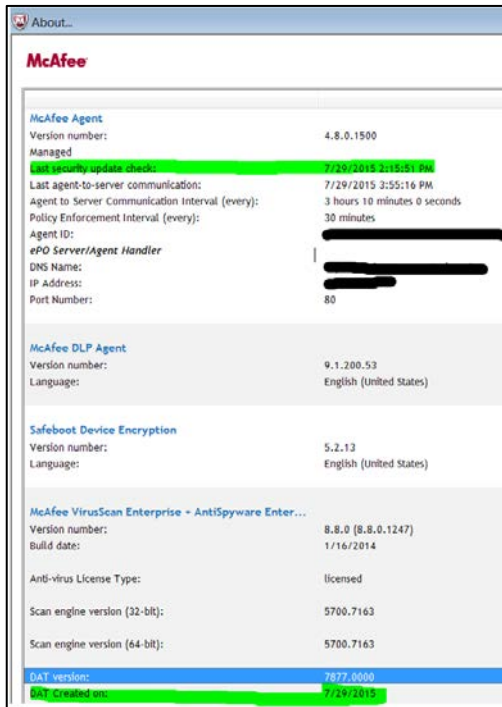 About...
McAfee
McAfee Agent
Version number: 4.8.0.1500
Managed
Last security update check: 7/29/2015 2:15:51 PM
Last agent-to-server communication: 7/29/2015 3:55:16 PM
Agent to Server Communication Interval (every): 3 hours 10 minutes 0 seconds
Policy Enforcement Interval (every): 30 minutes
Agent ID:
ePO Server/Agent Handler
DNS Name:
IP Address:
Port Number: 80
McAfee DLP Agent
Version number: 9.1.200.53
Language: English (United States)
Safeboot Device Encryption
Version number: 5.2.13
Language: English (United States)
McAfee VirusScan Enterprise + AntiSpyware Enter...
Version number: 8.8.0 (8.8.0.1247)
Build date: 1/16/2014
Anti-virus License Type: licensed
Scan engine version (32-bit): 5700.7163
Scan engine version (64-bit): 5700.7163
DAT version: 7877.0000
DAT Created on: 7/29/2015